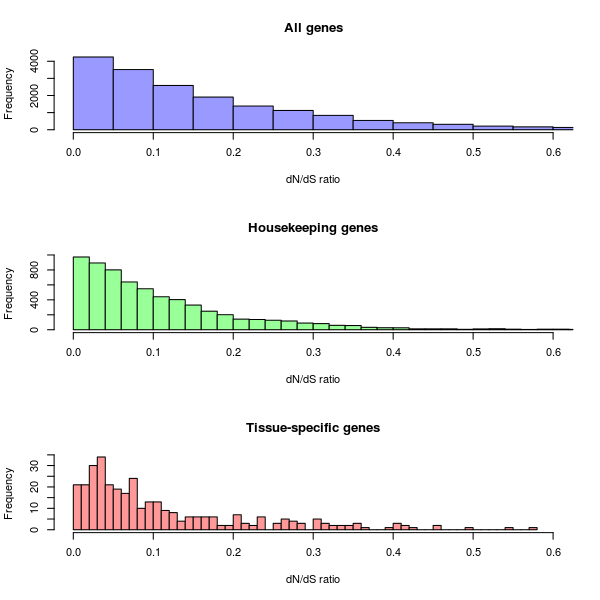 All genes
Frequency
0 2000 4000
0.0 0.1 0.2 0.3 0.4 0.5 0.6
dN/dS ratio
Housekeeping genes
Frequency
0 400 800
0.0 0.1 0.2 0.3 0.4 0.5 0.6
dN/dS ratio
Tissue-specific genes
Frequency
0 10 20 30
0.0 0.1 0.2 0.3 0.4 0.5 0.6
dN/dS ratio